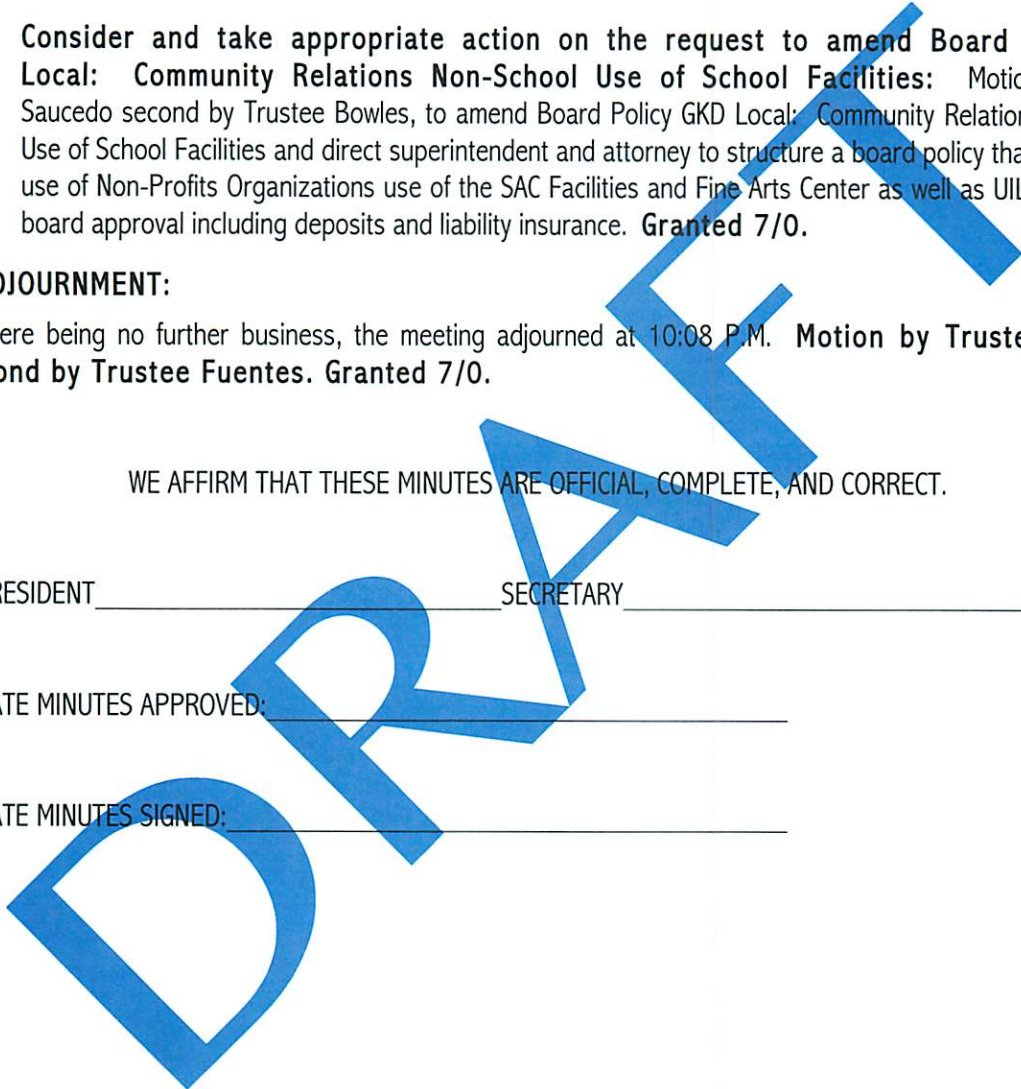 Consider and take appropriate action on the request to amend Board
Local: Community Relations Non-School Use of School Facilities: Motio
Saucedo second by Trustee Bowles, to amend Board Policy GKD Local: Community Relation
Use of School Facilities and direct superintendent and attorney to structure a board policy tha
use of Non-Profits Organizations use of the SAC Facilities and Fine Arts Center as well as UIL
board approval including deposits and liability insurance. Granted 7/0.
DJOURNMENT:
ere being no further business, the meeting adjourned at 10:08 P.M. Motion by Truste
ond by Trustee Fuentes. Granted 7/0.
WE AFFIRM THAT THESE MINUTES ARE OFFICIAL, COMPLETE, AND CORRECT.
RESIDENT SECRETARY
ATE MINUTES APPROVED:
ATE MINUTES SIGNED:
DRAFT